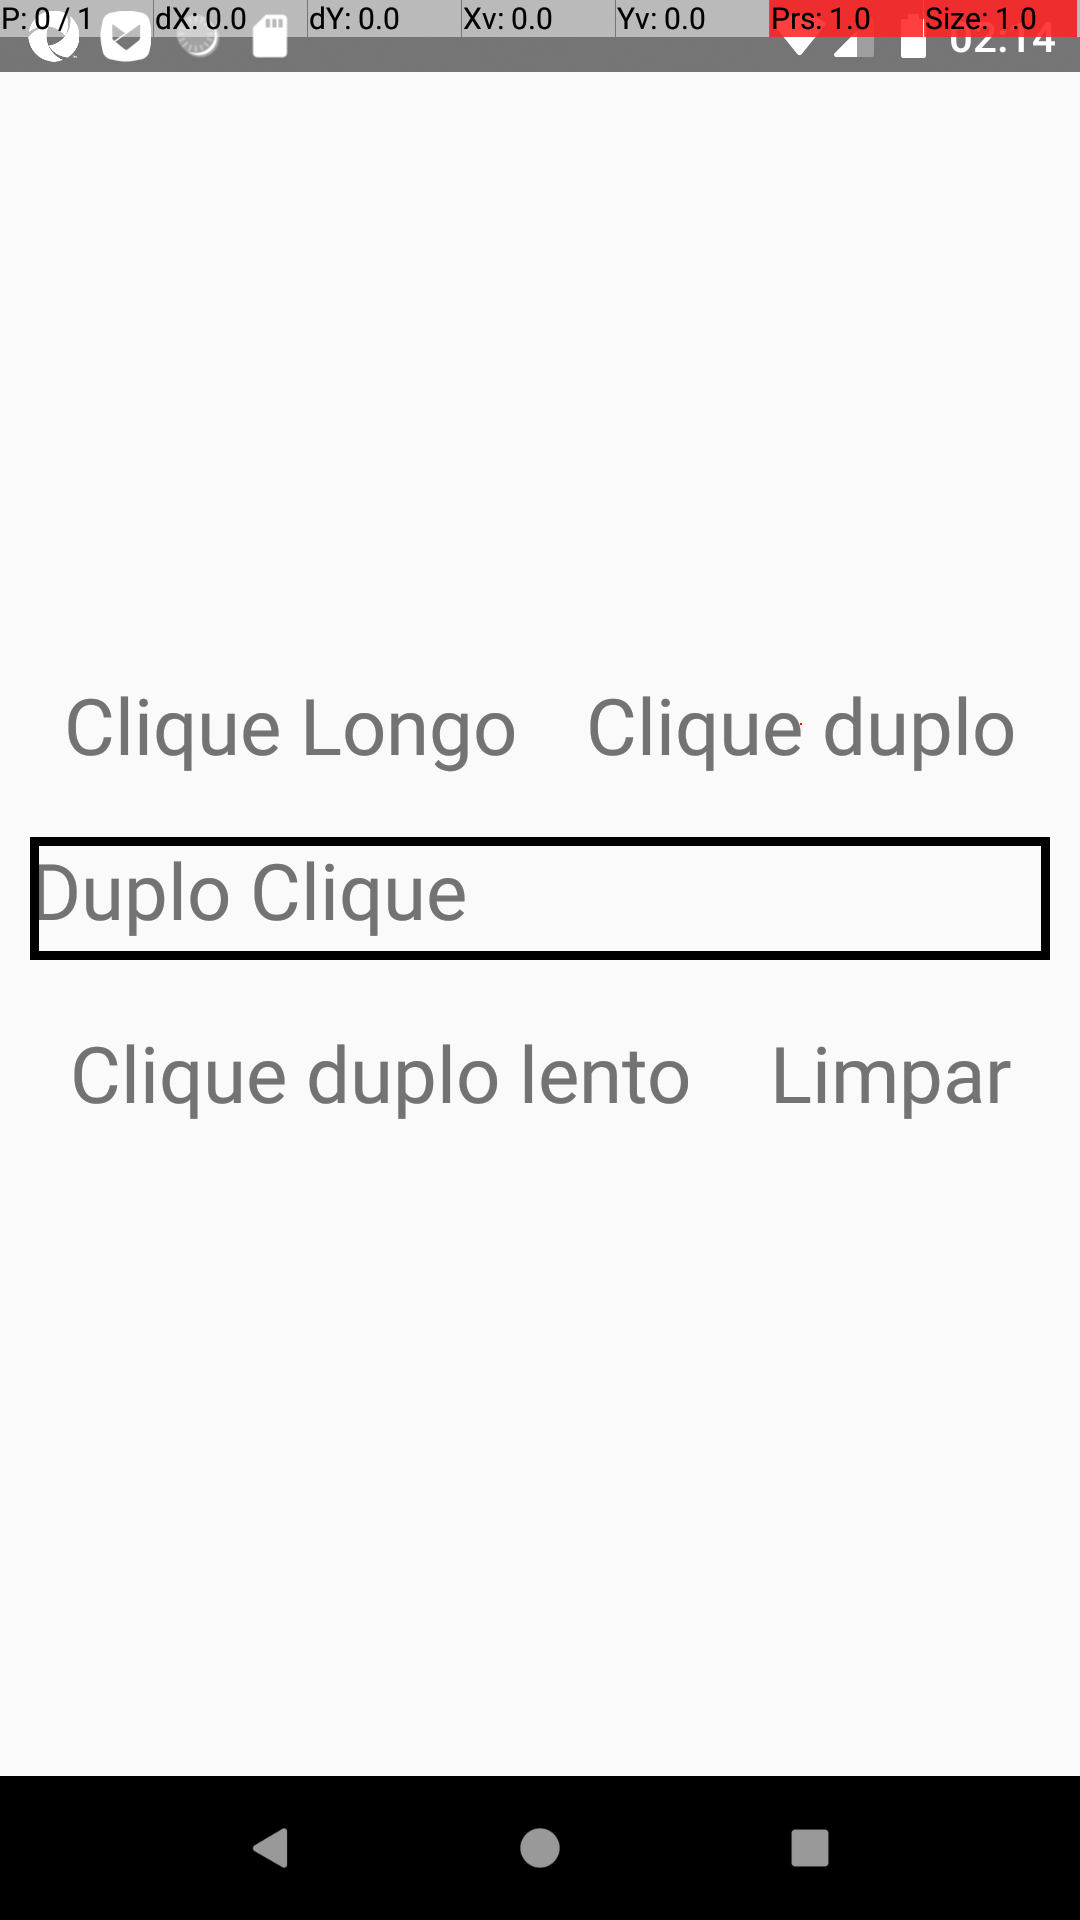 P: 0 / 1 dX: 0.0 dY: 0.0 Xv: 0.0 Yv: 0.0 Prs: 1.0 Size: 1.0
02:14
Clique Longo Clique duplo
Duplo Clique
Clique duplo lento Limpar